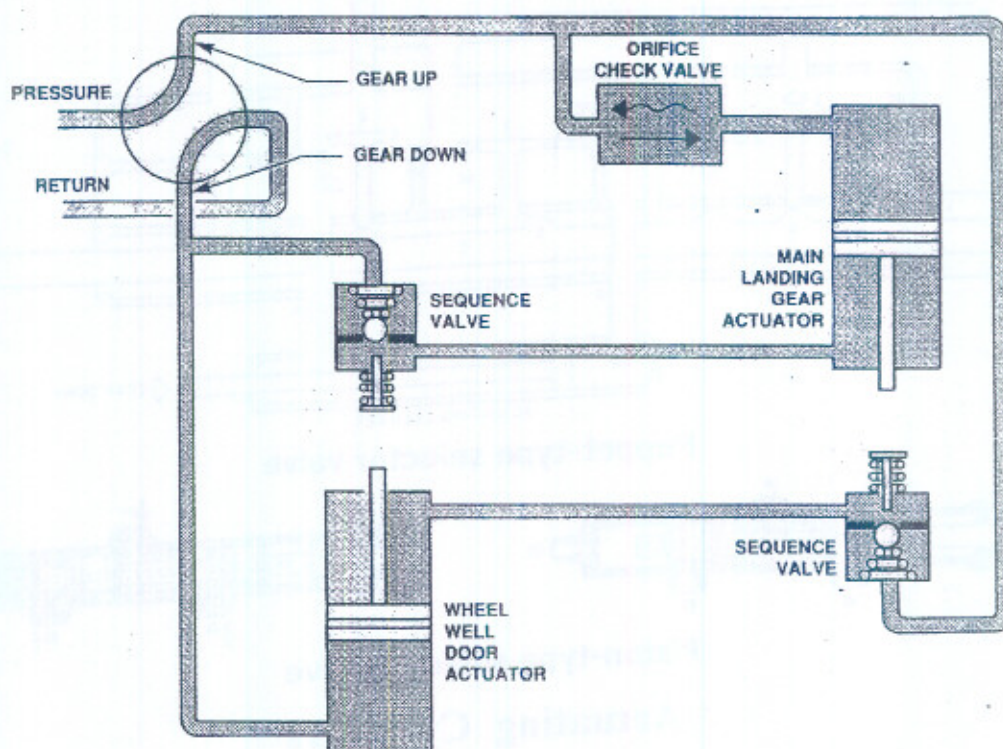 ORIFICE
CHECK VALVE
GEAR UP
PRESSURE
GEAR DOWN
RETURN
SEQUENCE
VALVE
MAIN
LANDING
GEAR
ACTUATOR
SEQUENCE
VALVE
WHEEL
WELL
DOOR
ACTUATOR